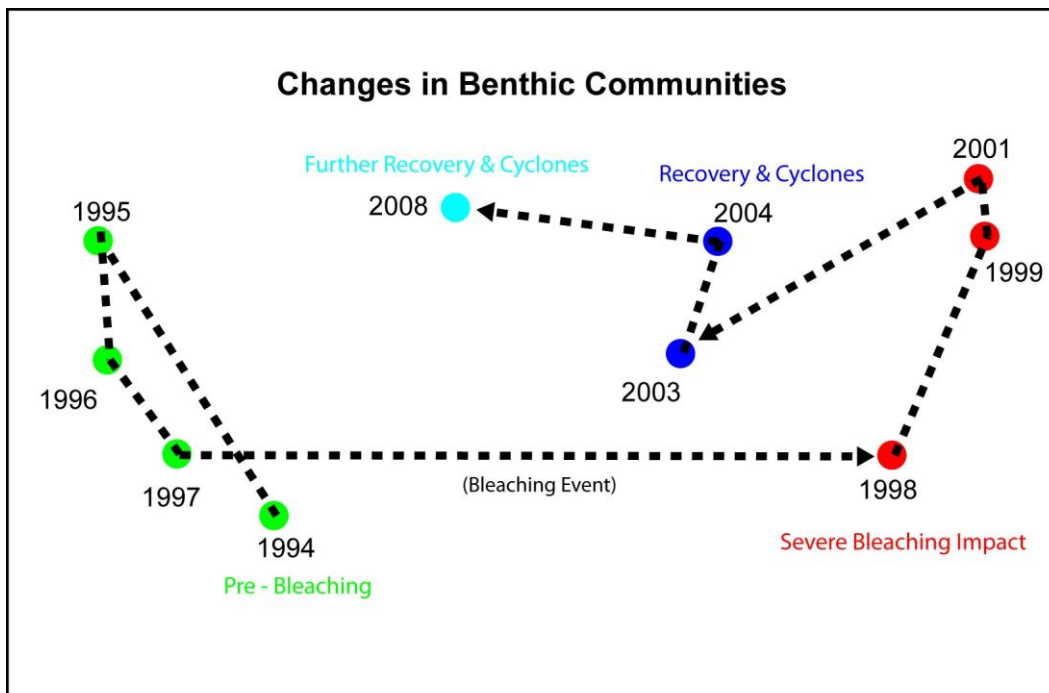 Changes in Benthic Communities
Further Recovery & Cyclones
Recovery & Cyclones
2001
1995
2008
2004
1999
1996
2003
1997
(Bleaching Event)
1998
1994
Severe Bleaching Impact
Pre - Bleaching